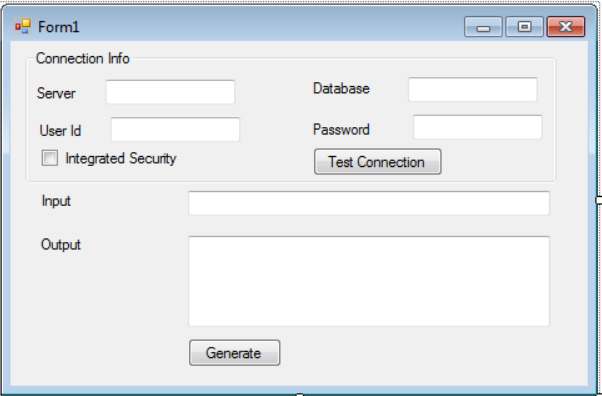 Form1
Connection Info
Server
Database
User Id
Password
Integrated Security
Test Connection
Input
Output
Generate